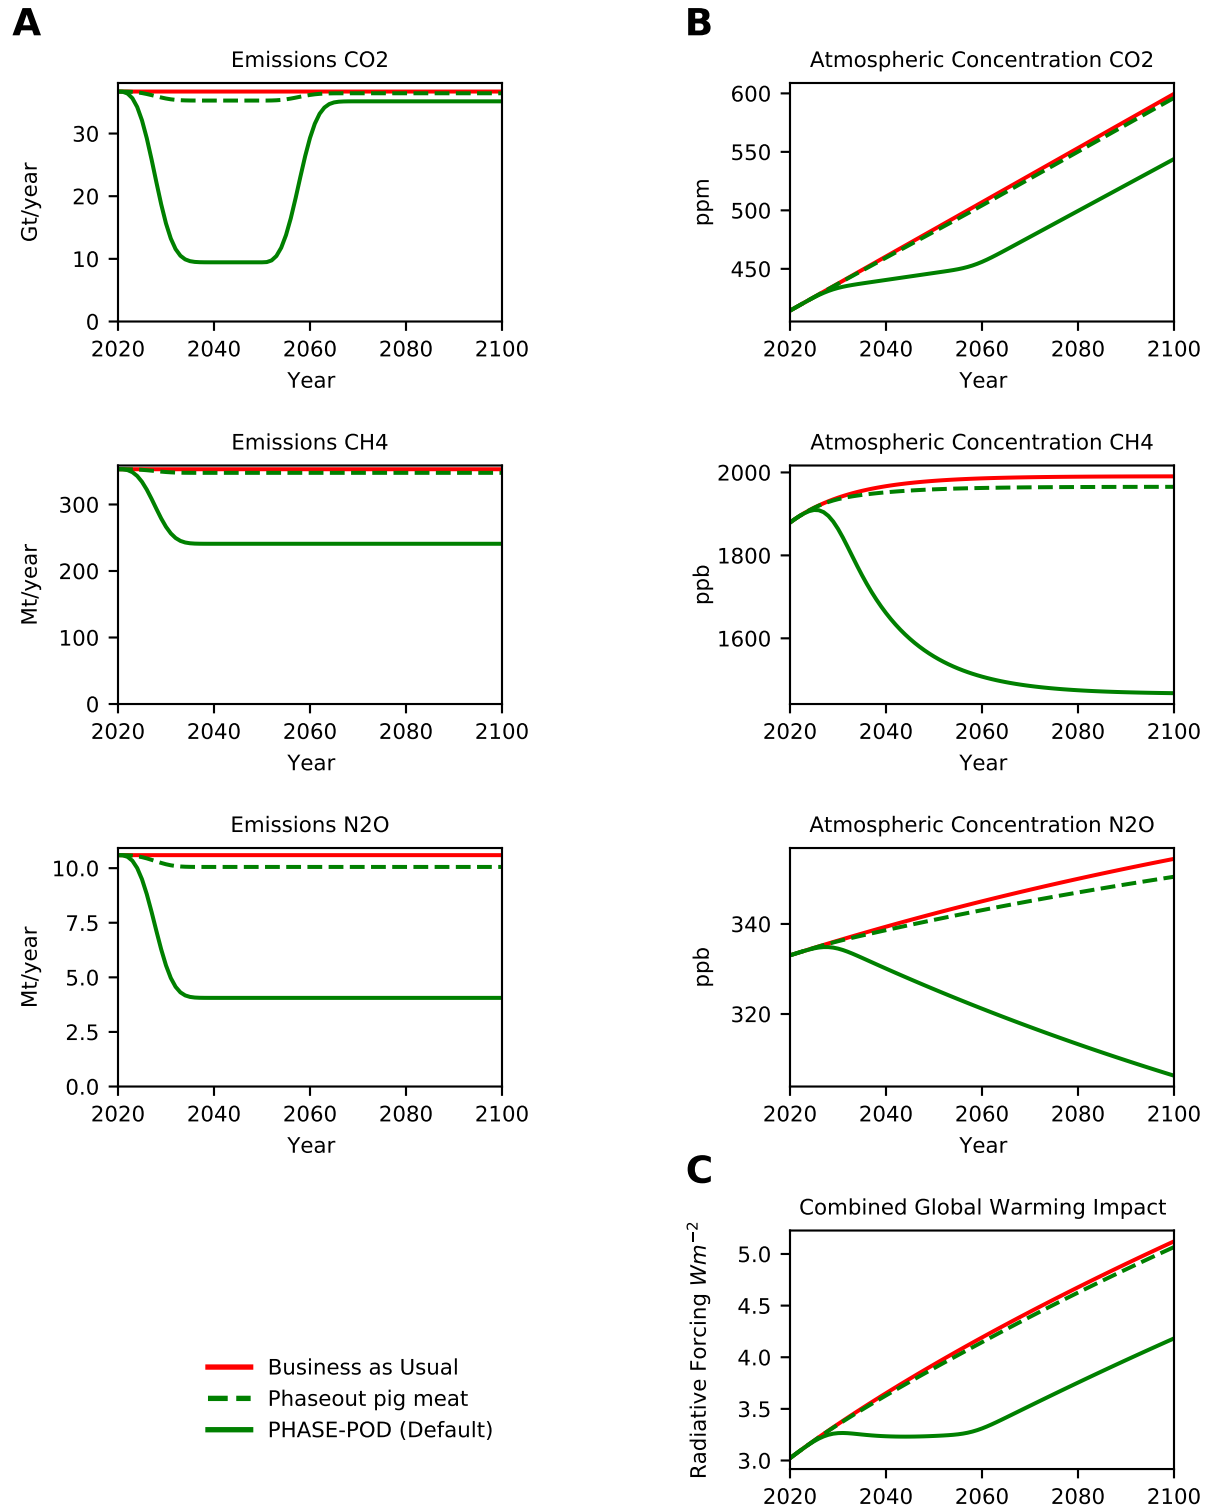 A
B
Emissions CO2
Gt/year
30
20
10
0
2020 2040 2060 2080 2100
Year
Atmospheric Concentration CO2
ppm
600
550
500
450
2020 2040 2060 2080 2100
Year
Emissions CH4
Mt/year
300
200
100
0
2020 2040 2060 2080 2100
Year
Atmospheric Concentration CH4
ppb
2000
1800
1600
2020 2040 2060 2080 2100
Year
Emissions N2O
Mt/year
10.0
7.5
5.0
2.5
0.0
2020 2040 2060 2080 2100
Year
Atmospheric Concentration N2O
ppb
340
320
2020 2040 2060 2080 2100
Year
C
Combined Global Warming Impact
Radiative Forcing Wm⁻²
5.0
4.5
4.0
3.5
3.0
2020 2040 2060 2080 2100
Business as Usual
Phaseout pig meat
PHASE-POD (Default)